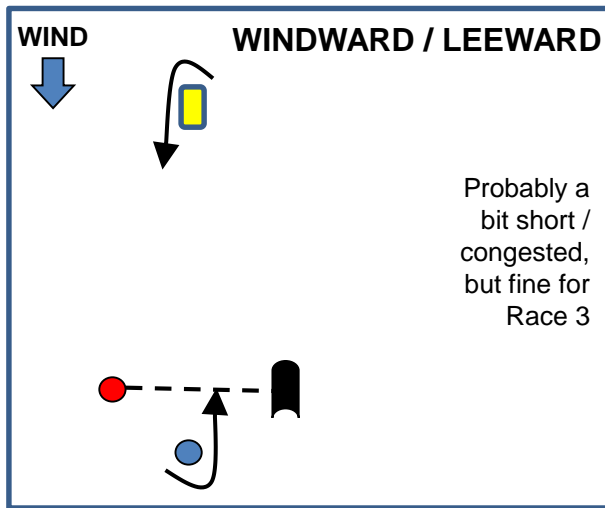 WIND
WINDWARD / LEEWARD
Probably a
bit short /
congested,
but fine for
Race 3